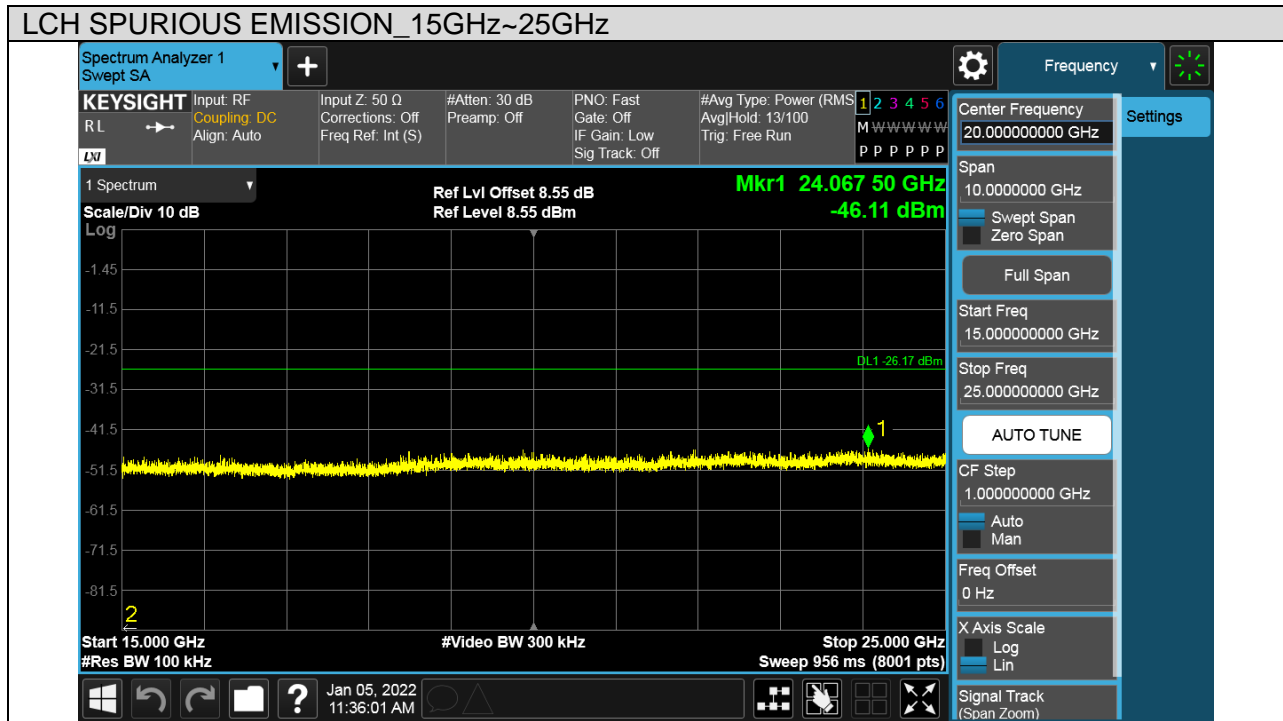 LCH SPURIOUS EMISSION_15GHz~25GHz
Spectrum Analyzer 1
Swept SA
Frequency
KEYSIGHT
RL
LXI
Input: RF
Coupling: DC
Align: Auto
Input Z: 50 Ω
Corrections: Off
Freq Ref: Int (S)
#Atten: 30 dB
Preamp: Off
PNO: Fast
Gate: Off
IF Gain: Low
Sig Track: Off
#Avg Type: Power (RMS
Avg|Hold: 13/100
Trig: Free Run
1 2 3 4 5 6
M W W W W W
P P P P P P
1 Spectrum
Scale/Div 10 dB
Log
Ref Lvl Offset 8.55 dB
Ref Level 8.55 dBm
Mkr1 24.067 50 GHz
-46.11 dBm
-1.45
-11.5
-21.5
DL1 -26.17 dBm
-31.5
-41.5
1
-51.5
-61.5
-71.5
-81.5
2
Start 15.000 GHz
#Video BW 300 kHz
Stop 25.000 GHz
#Res BW 100 kHz
Sweep 956 ms (8001 pts)
Center Frequency
20.000000000 GHz
Settings
Span
10.0000000 GHz
Swept Span
Zero Span
Full Span
Start Freq
15.000000000 GHz
Stop Freq
25.000000000 GHz
AUTO TUNE
CF Step
1.000000000 GHz
Auto
Man
Freq Offset
0 Hz
X Axis Scale
Log
Lin
Signal Track
(Span Zoom)
?
Jan 05, 2022
11:36:01 AM